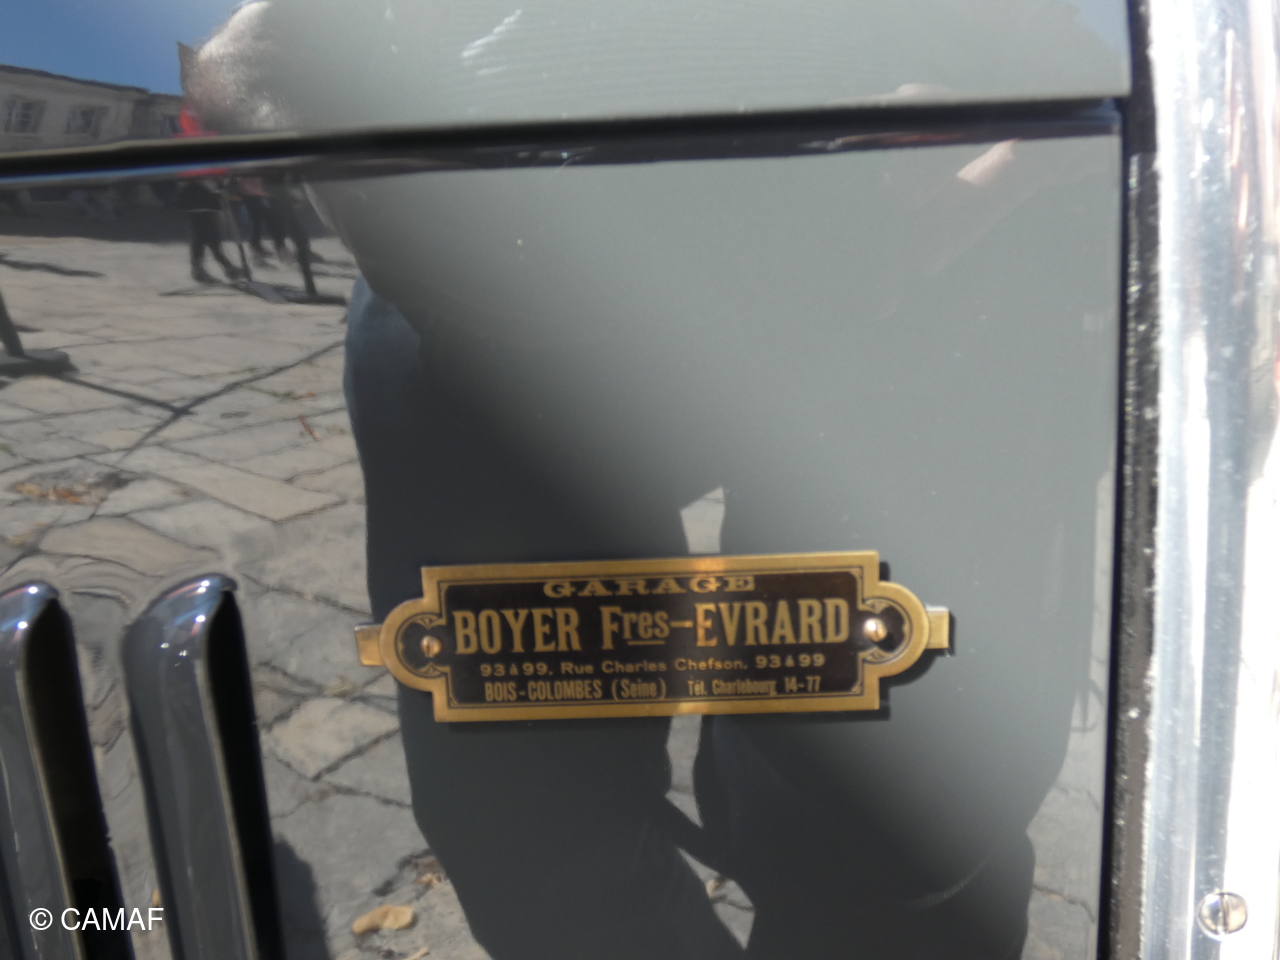 GARAGE
BOYER Fres-EVRARD
93 à 99, Rue Charles Chefson, 93 à 99
BOIS-COLOMBES (Seine) Tél. Charlebourg 14-77
© CAMAF